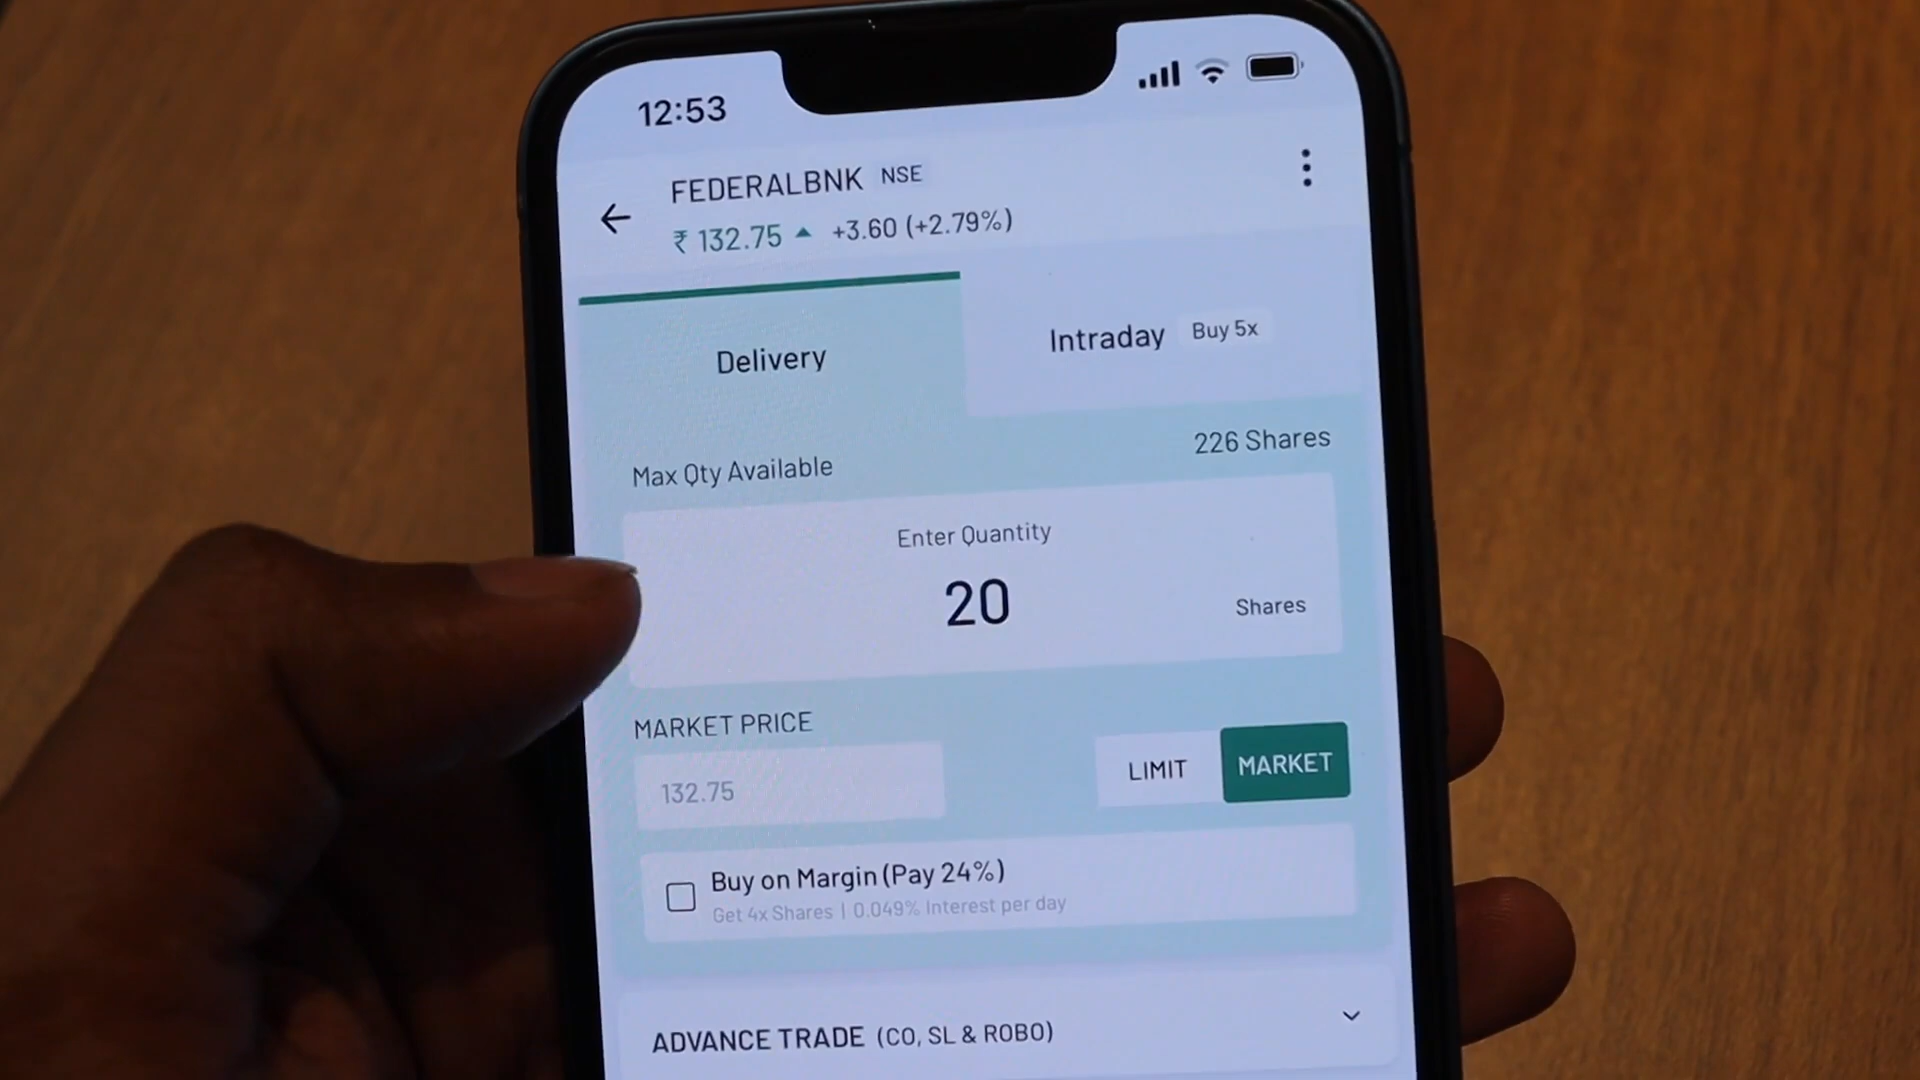 12:53
FEDERALBNK NSE
₹ 132.75 ▲ +3.60 (+2.79%)
Delivery
Intraday Buy 5x
Max Qty Available
226 Shares
Enter Quantity
20
Shares
MARKET PRICE
132.75
LIMIT
MARKET
Buy on Margin (Pay 24%)
Get 4x Shares | 0.049% Interest per day
ADVANCE TRADE (CO, SL & ROBO)